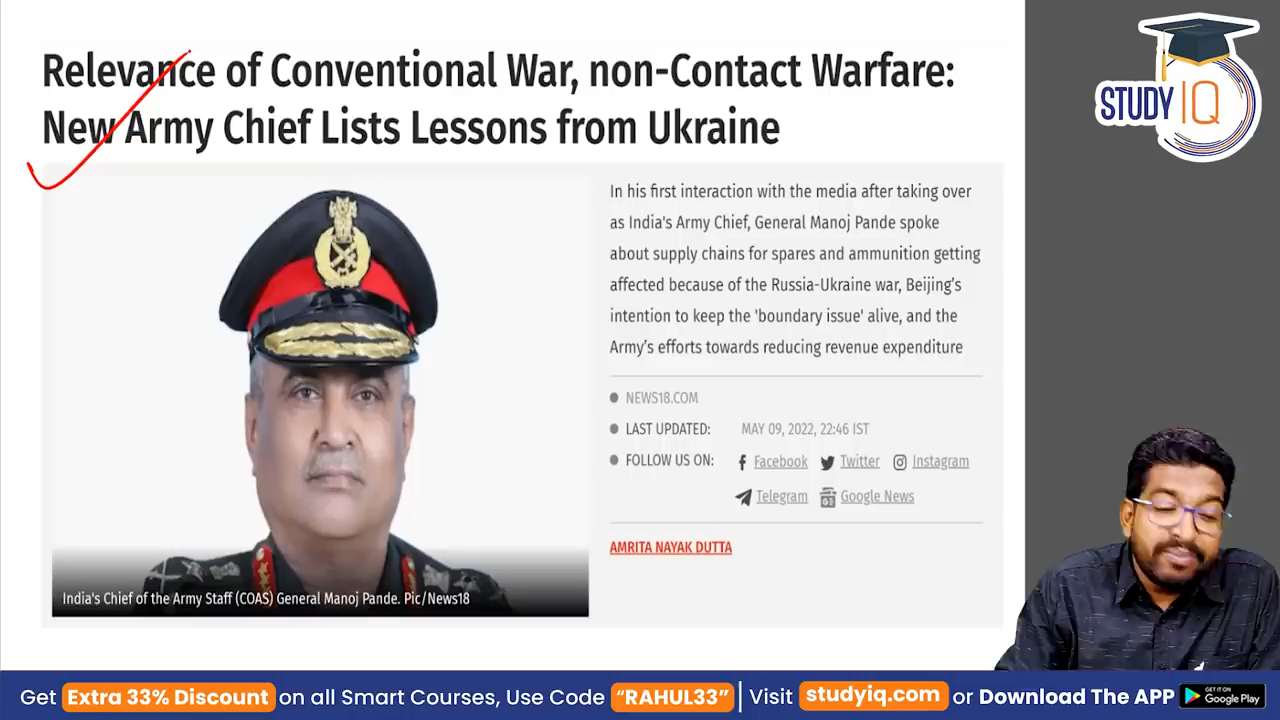 Relevance of Conventional War, non-Contact Warfare:
New Army Chief Lists Lessons from Ukraine
STUDY IQ
In his first interaction with the media after taking over
as India's Army Chief, General Manoj Pande spoke
about supply chains for spares and ammunition getting
affected because of the Russia-Ukraine war, Beijing’s
intention to keep the 'boundary issue' alive, and the
Army’s efforts towards reducing revenue expenditure
NEWS18.COM
LAST UPDATED: MAY 09, 2022, 22:46 IST
FOLLOW US ON: Facebook Twitter Instagram
Telegram Google News
AMRITA NAYAK DUTTA
India's Chief of the Army Staff (COAS) General Manoj Pande. Pic/News18
Get Extra 33% Discount on all Smart Courses, Use Code “RAHUL33” Visit studyiq.com or Download The APP GET IT ON Google Play